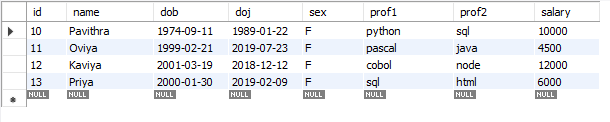 id name dob doj sex prof1 prof2 salary
10 Pavithra 1974-09-11 1989-01-22 F python sql 10000
11 Oviya 1999-02-21 2019-07-23 F pascal java 4500
12 Kaviya 2001-03-19 2018-12-12 F cobol node 12000
13 Priya 2000-01-30 2019-02-09 F sql html 6000
NULL NULL NULL NULL NULL NULL NULL NULL